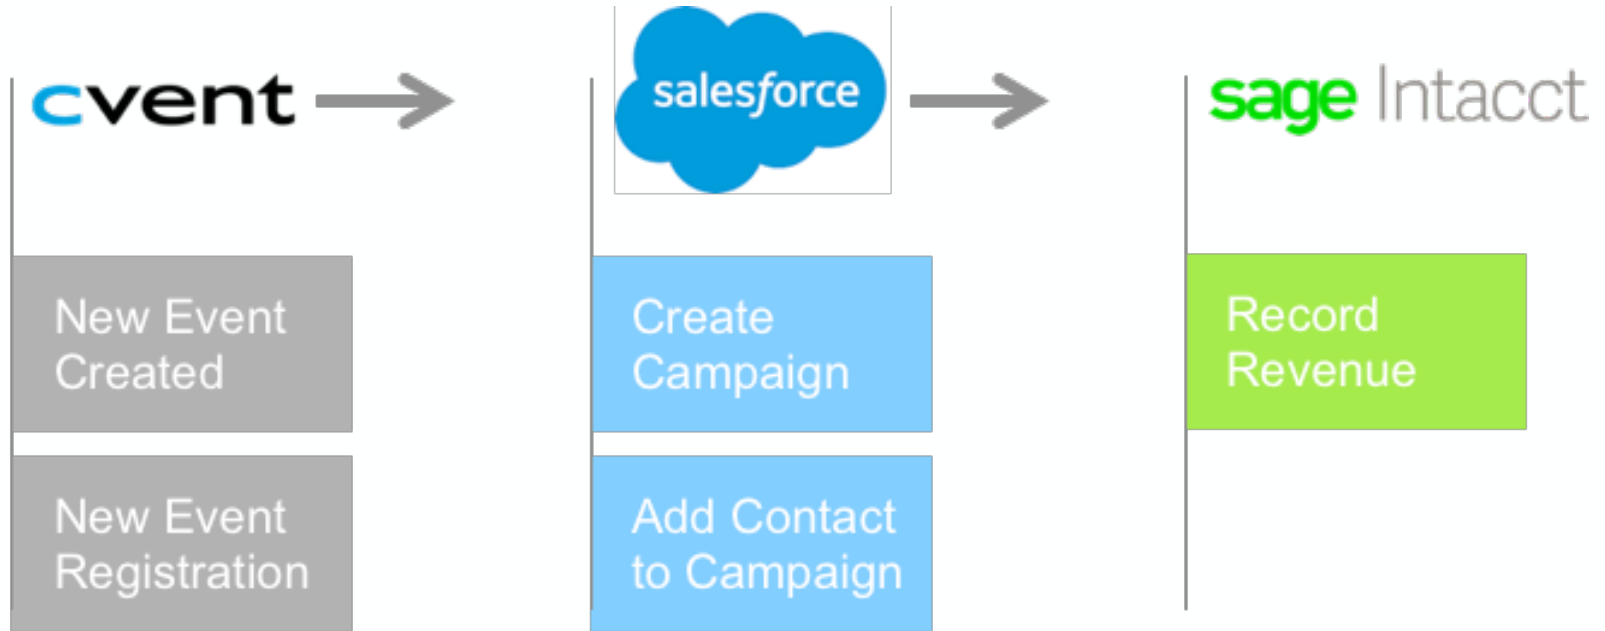 cvent
salesforce
sage Intacct
New Event
Created
Create
Campaign
Record
Revenue
New Event
Registration
Add Contact
to Campaign